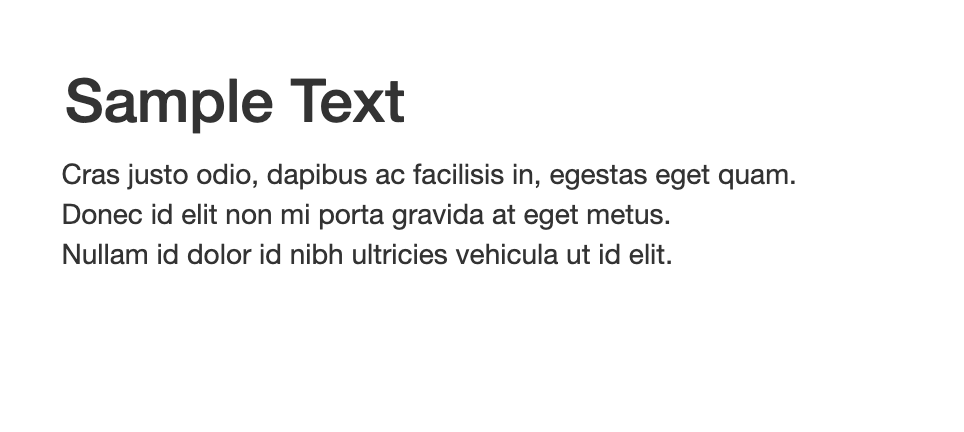 Sample Text
Cras justo odio, dapibus ac facilisis in, egestas eget quam.
Donec id elit non mi porta gravida at eget metus.
Nullam id dolor id nibh ultricies vehicula ut id elit.